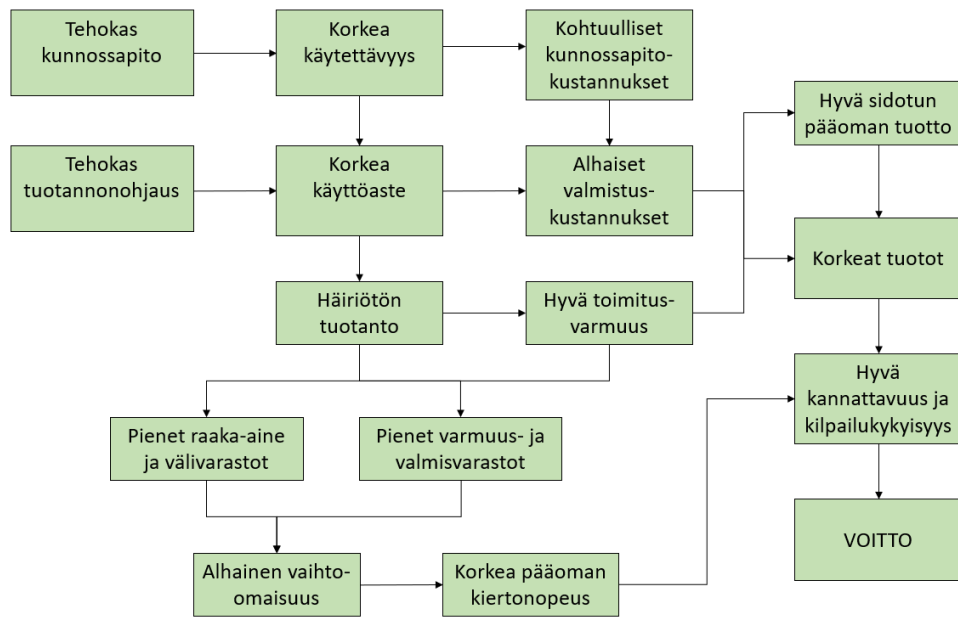 Tehokas
kunnossapito
Korkea
käytettävyys
Kohtuulliset
kunnossapito-
kustannukset
Hyvä sidotun
pääoman tuotto
Tehokas
tuotannonohjaus
Korkea
käyttöaste
Alhaiset
valmistus-
kustannukset
Korkeat tuotot
Häiriötön
tuotanto
Hyvä toimitus-
varmuus
Hyvä
kannattavuus ja
kilpailukykyisyys
Pienet raaka-aine
ja välivarastot
Pienet varmuus- ja
valmisvarastot
VOITTO
Alhainen vaihto-
omaisuus
Korkea pääoman
kiertonopeus